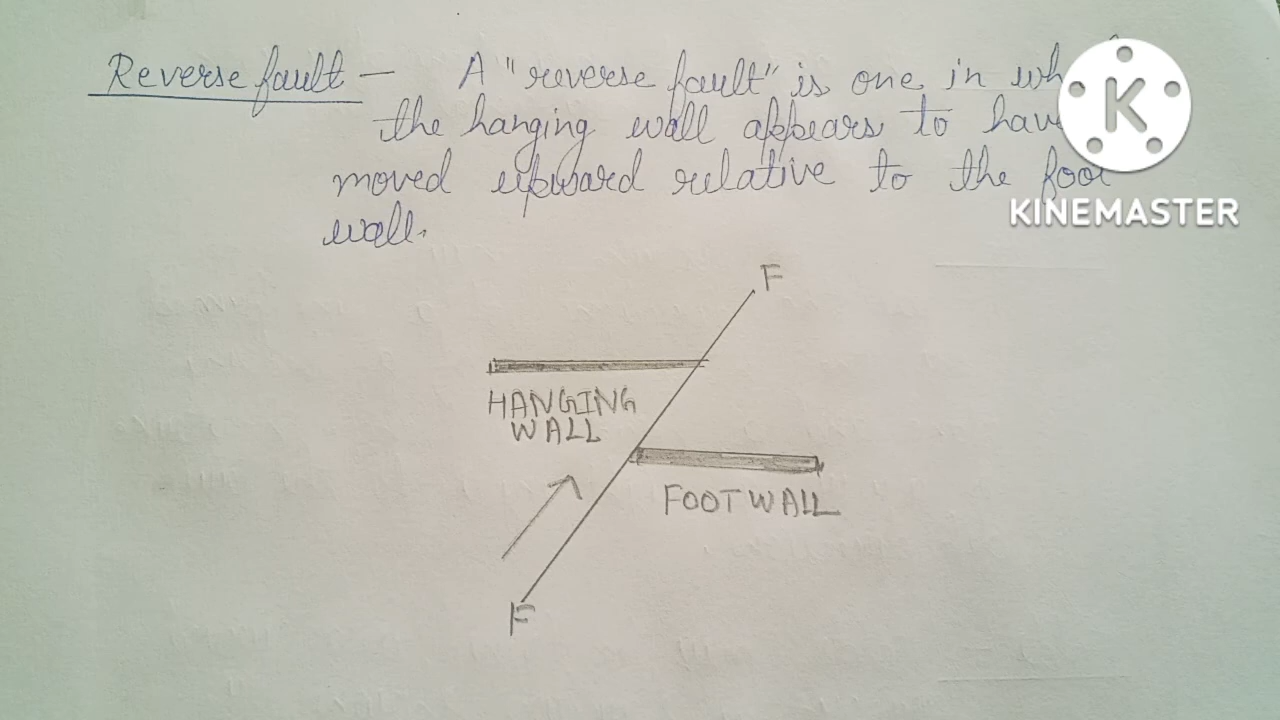 Reverse fault — A "reverse fault" is one in wh
the hanging wall appears to hav
moved upward relative to the foot
wall.
F
HANGING
WALL
FOOTWALL
F
K
KINEMASTER